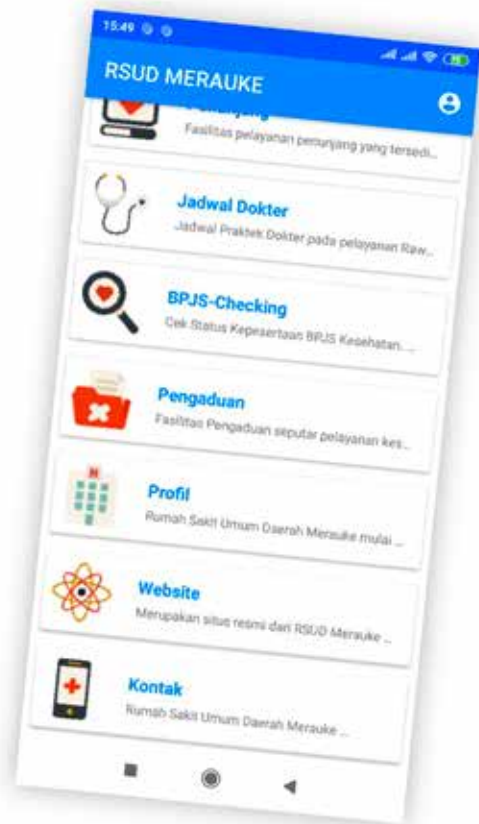 15:49
RSUD MERAUKE
Fasilitas pelayanan penunjang yang tersedi...
Jadwal Dokter
Jadwal Praktek Dokter pada pelayanan Raw...
BPJS-Checking
Cek Status Kepesertaan BPJS Kesehatan. ...
Pengaduan
Fasilitas Pengaduan seputar pelayanan kes...
Profil
Rumah Sakit Umum Daerah Merauke mulai ...
Website
Merupakan situs resmi dari RSUD Merauke ...
Kontak
Rumah Sakit Umum Daerah Merauke ...